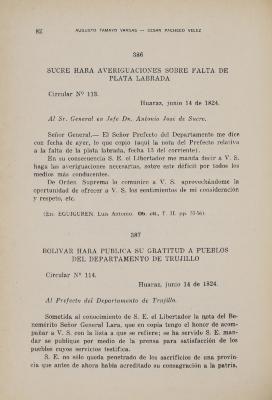 82 AUGUSTO TAMAYO VARGAS — CESAR PACHECO VELEZ
386
SUCRE HARA AVERIGUACIONES SOBRE FALTA DE
PLATA LABRADA
Circular Nº 113.
Huaraz, junio 14 de 1824.
Al Sr. General en Jefe Dn. Antonio José de Sucre.
Señor General.— El Señor Prefecto del Departamento me dice
con fecha de ayer, lo que copio (aquí la nota del Prefecto relativa
a la falta de la plata labrada, fecha 13 del corriente).
En su consecuencia S. E. el Libertador me manda decir a V. S.
haga las averiguaciones necesarias, sobre este déficit por todos los
medios más conducentes.
De Orden Suprema lo comunico a V. S. aprovechándome la
oportunidad de ofrecer a V. S. los sentimientos de mi consideración
y respeto, etc.
(En: EGUIGUREN, Luis Antonio. Ob. cit., T. II. pp. 55-56).
387
BOLIVAR HARA PUBLICA SU GRATITUD A PUEBLOS
DEL DEPARTAMENTO DE TRUJILLO
Circular Nº 114.
Huaraz, junio 14 de 1824.
Al Prefecto del Departamento de Trujillo.
Sometida al conocimiento de S. E. el Libertador la nota del Be-
nemérito Señor General Lara, que en copia tengo el honor de acom-
pañar a V. S. con la lista a que se refiere; se ha servido S. E. man-
dar se publique por medio de la prensa para satisfacción de los
pueblos cuyos servicios testifica.
S. E. no sólo queda penetrado de los sacrificios de una provin-
cia que antes de ahora había acreditado su consagración a la patria,